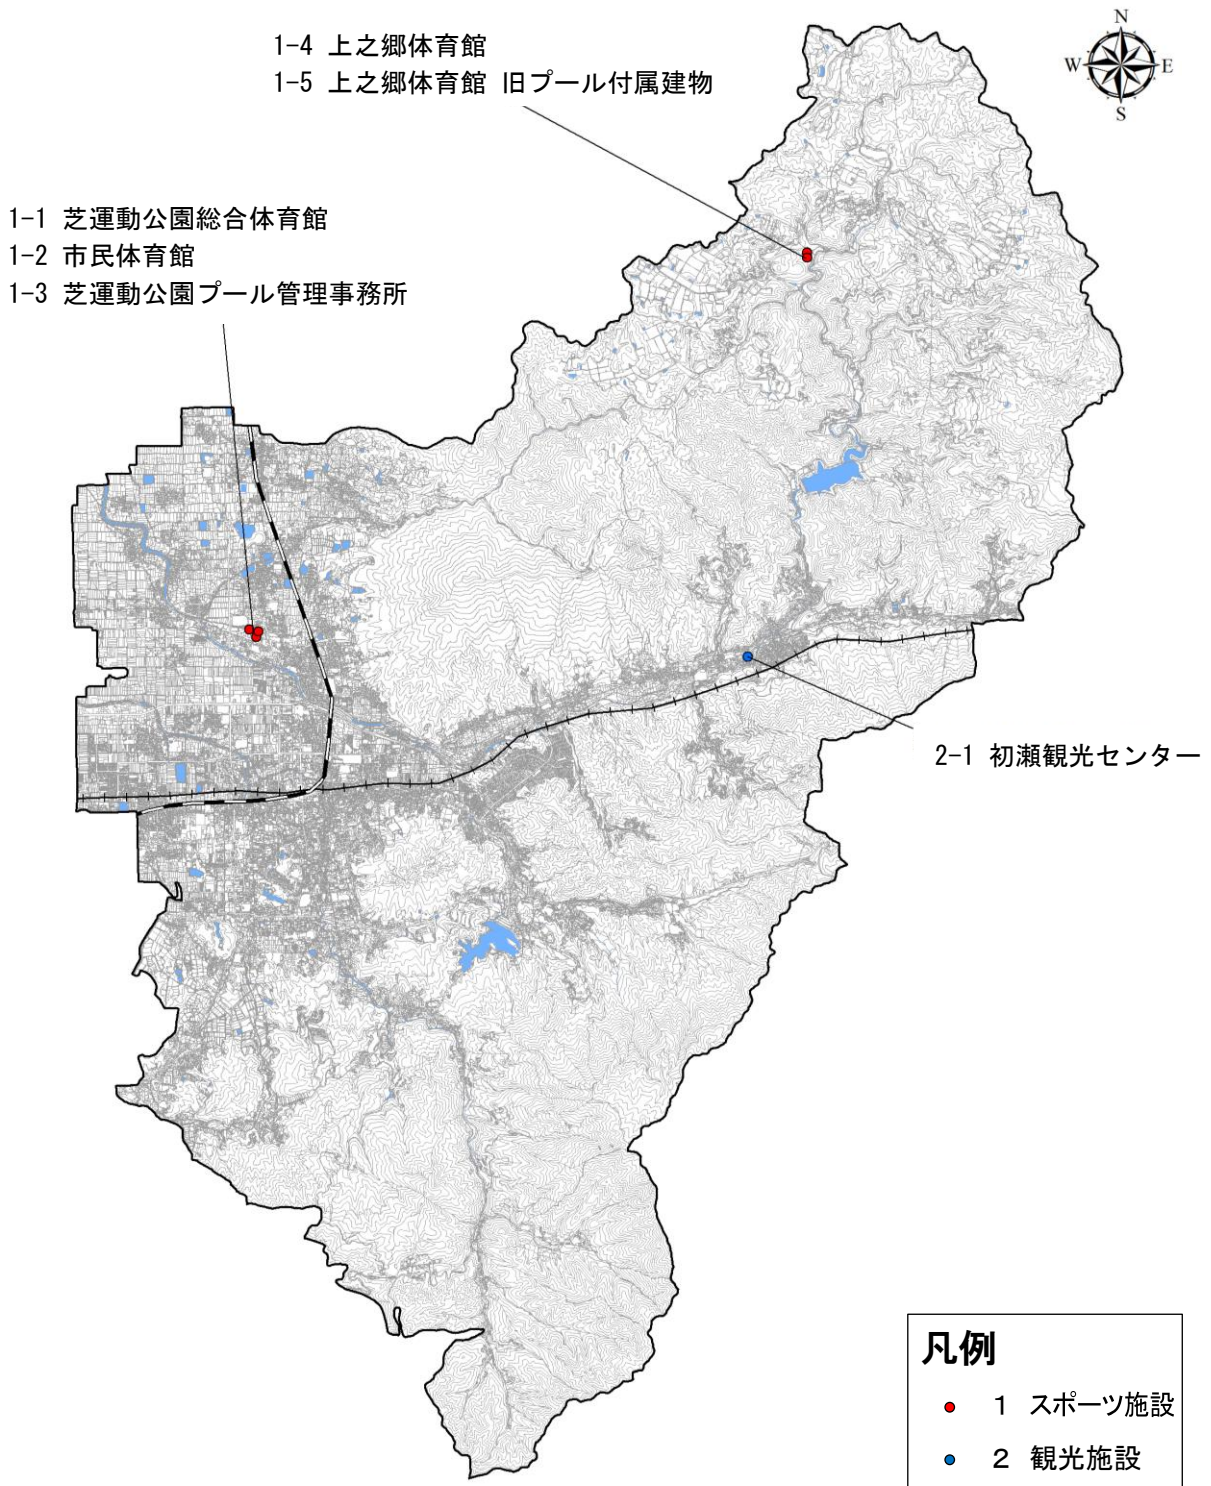 N
W E
S
1-4 上之郷体育館
1-5 上之郷体育館 旧プール付属建物
1-1 芝運動公園総合体育館
1-2 市民体育館
1-3 芝運動公園プール管理事務所
2-1 初瀬観光センター
凡例
1 スポーツ施設
2 観光施設